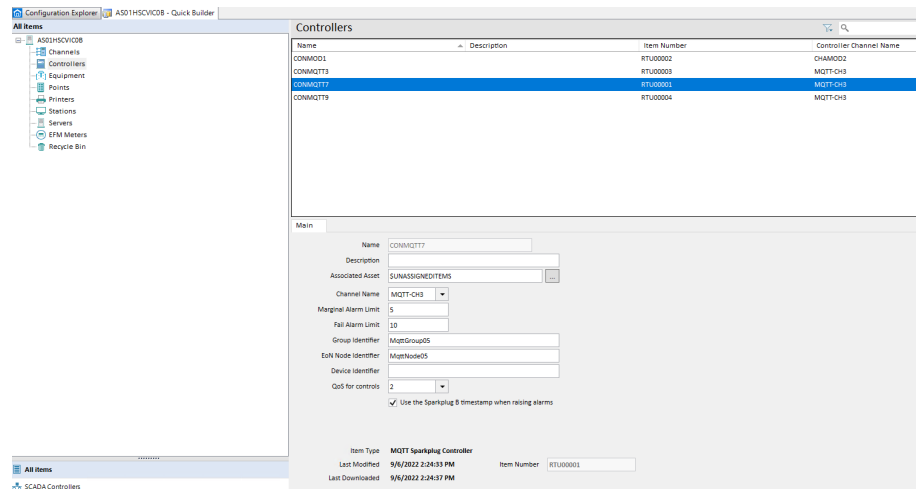 Configuration Explorer AS01HSCVIC0B - Quick Builder
All items
AS01HSCVIC0B
Channels
Controllers
Equipment
Points
Printers
Stations
Servers
EFM Meters
Recycle Bin
All items
SCADA Controllers
Controllers
Name Description Item Number Controller Channel Name
CONMOD1 RTU00002 CHAMOD2
CONMQTT3 RTU00003 MQTT-CH3
CONMQTT7 RTU00001 MQTT-CH3
CONMQTT9 RTU00004 MQTT-CH3
Main
Name CONMQTT7
Description
Associated Asset $UNASSIGNEDITEMS ...
Channel Name MQTT-CH3
Marginal Alarm Limit 5
Fail Alarm Limit 10
Group Identifier MqttGroup05
EoN Node Identifier MqttNode05
Device Identifier
QoS for controls 2
Use the Sparkplug B timestamp when raising alarms
Item Type MQTT Sparkplug Controller
Last Modified 9/6/2022 2:24:33 PM Item Number RTU00001
Last Downloaded 9/6/2022 2:24:37 PM